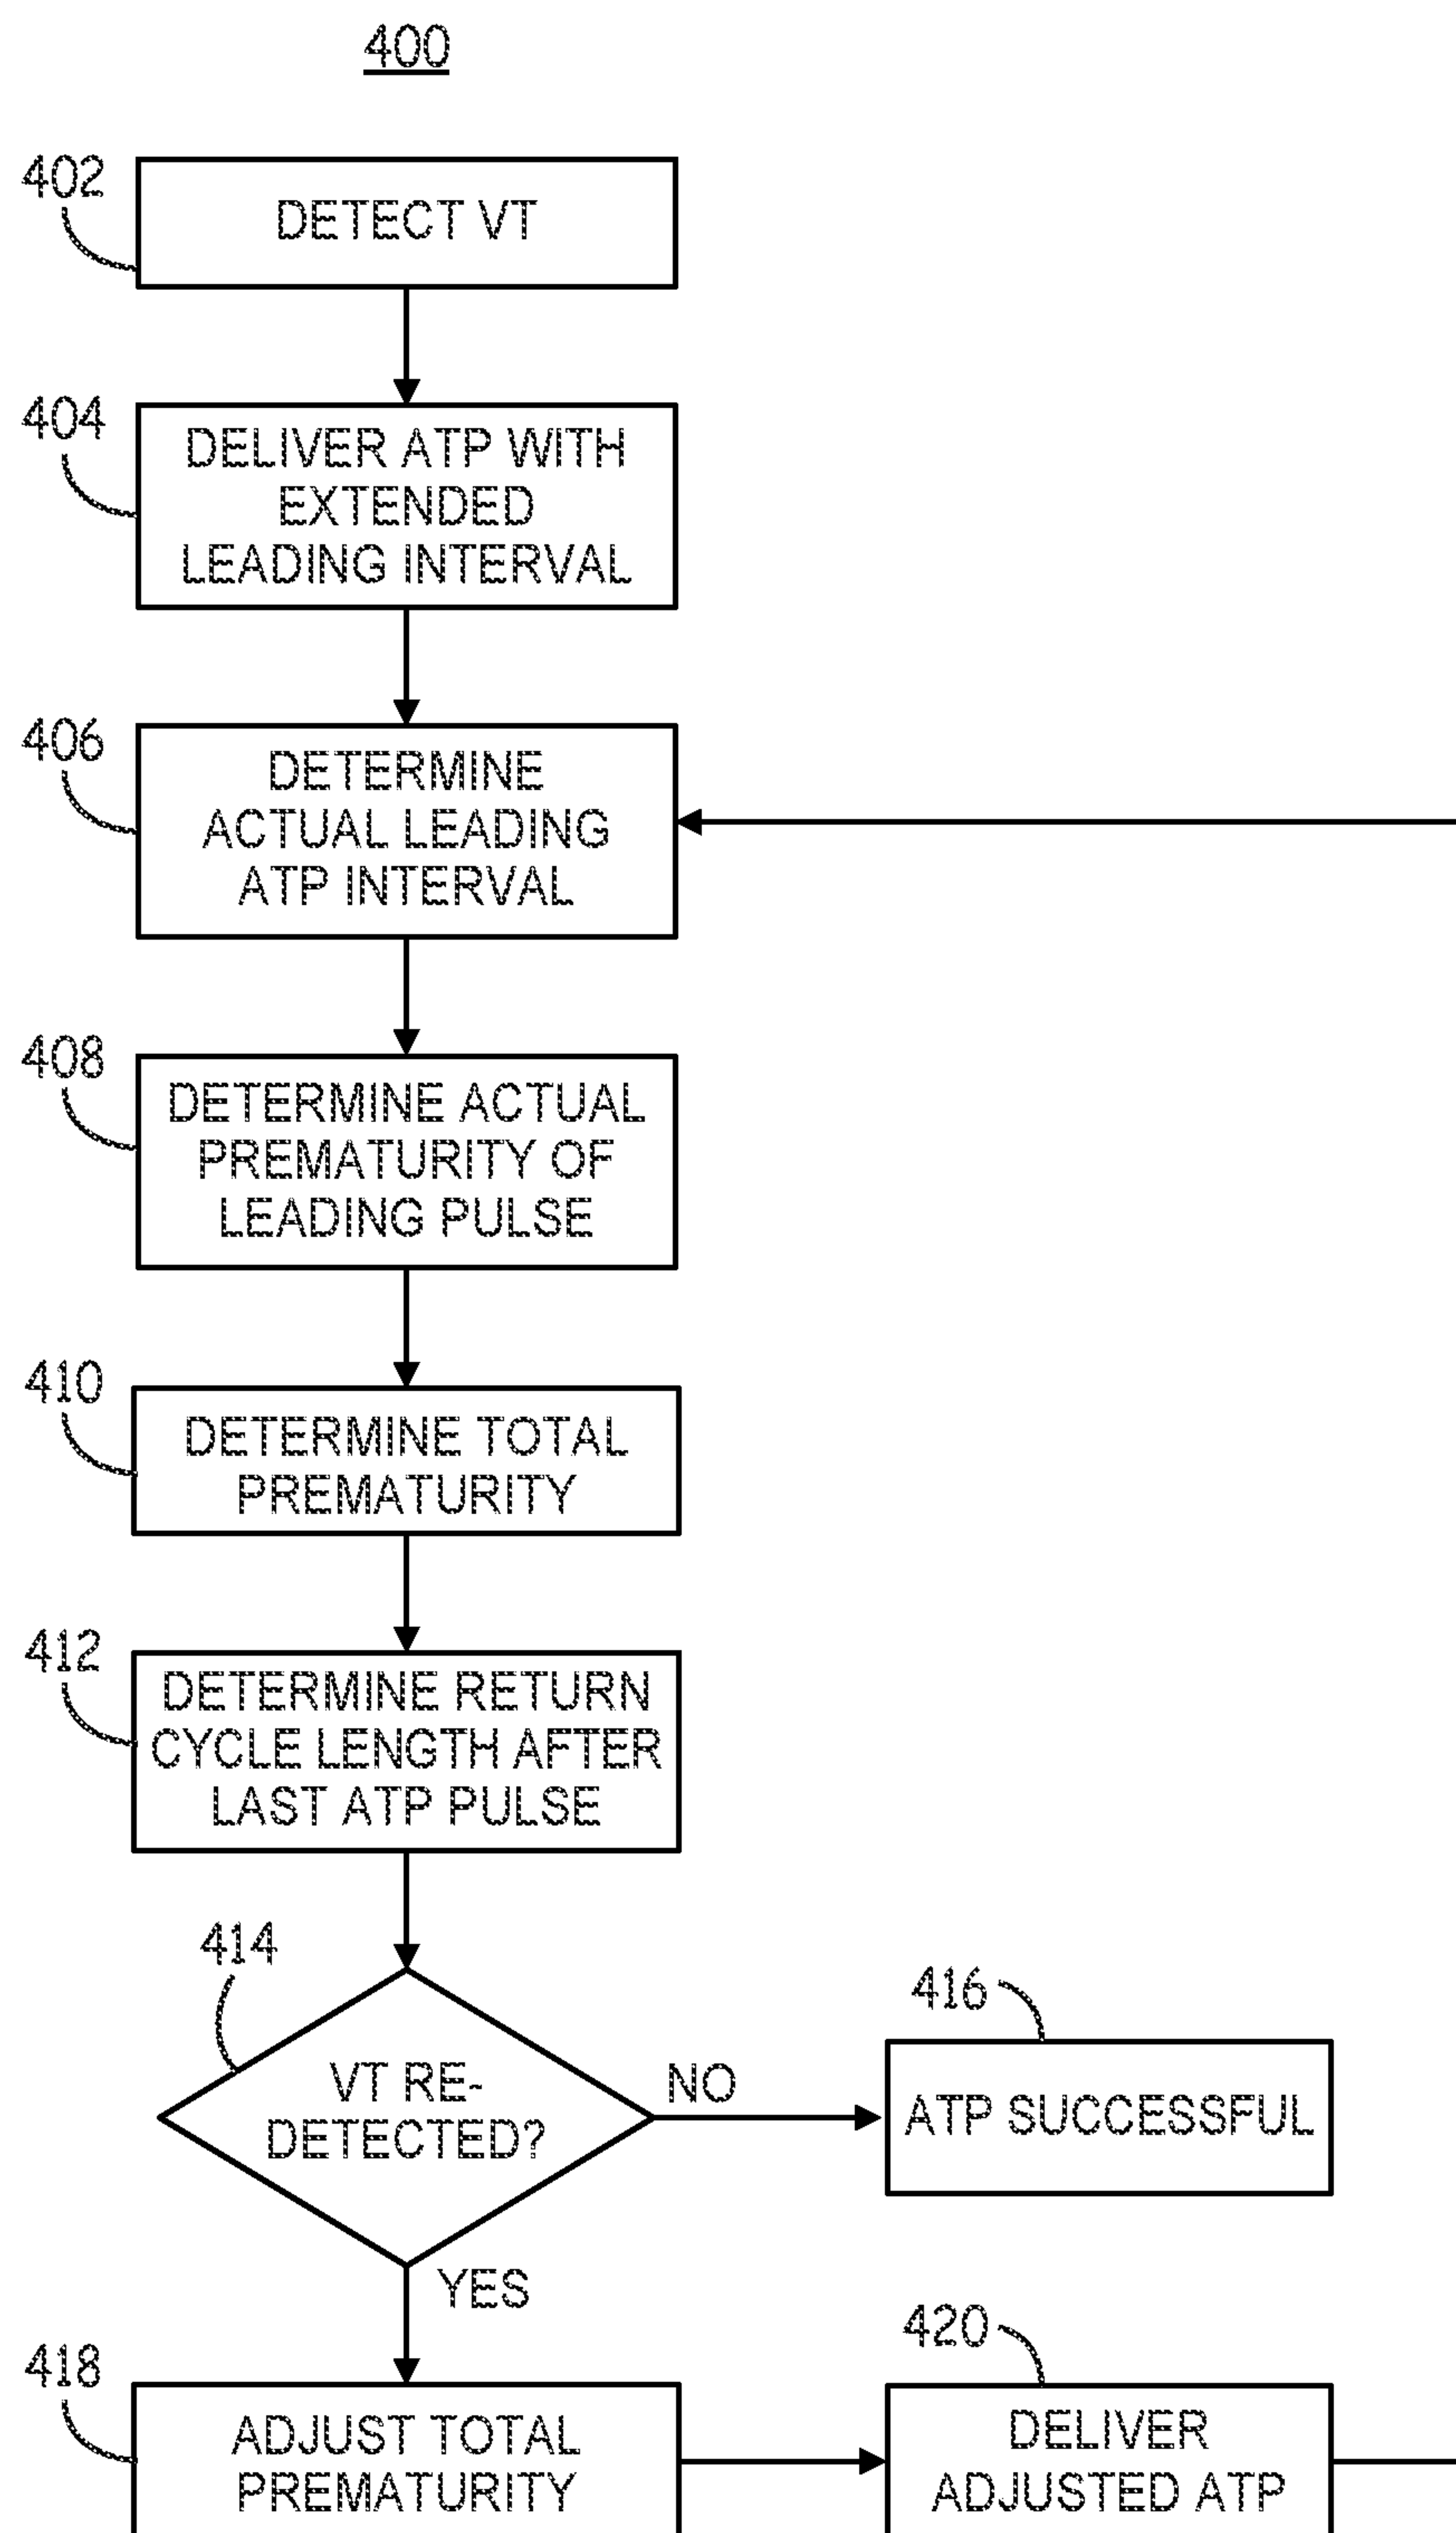 400
402
DETECT VT
404
DELIVER ATP WITH
EXTENDED
LEADING INTERVAL
406
DETERMINE
ACTUAL LEADING
ATP INTERVAL
408
DETERMINE ACTUAL
PREMATURITY OF
LEADING PULSE
410
DETERMINE TOTAL
PREMATURITY
412
DETERMINE RETURN
CYCLE LENGTH AFTER
LAST ATP PULSE
414
VT RE-
DETECTED?
NO
416
ATP SUCCESSFUL
YES
418
ADJUST TOTAL
PREMATURITY
420
DELIVER
ADJUSTED ATP